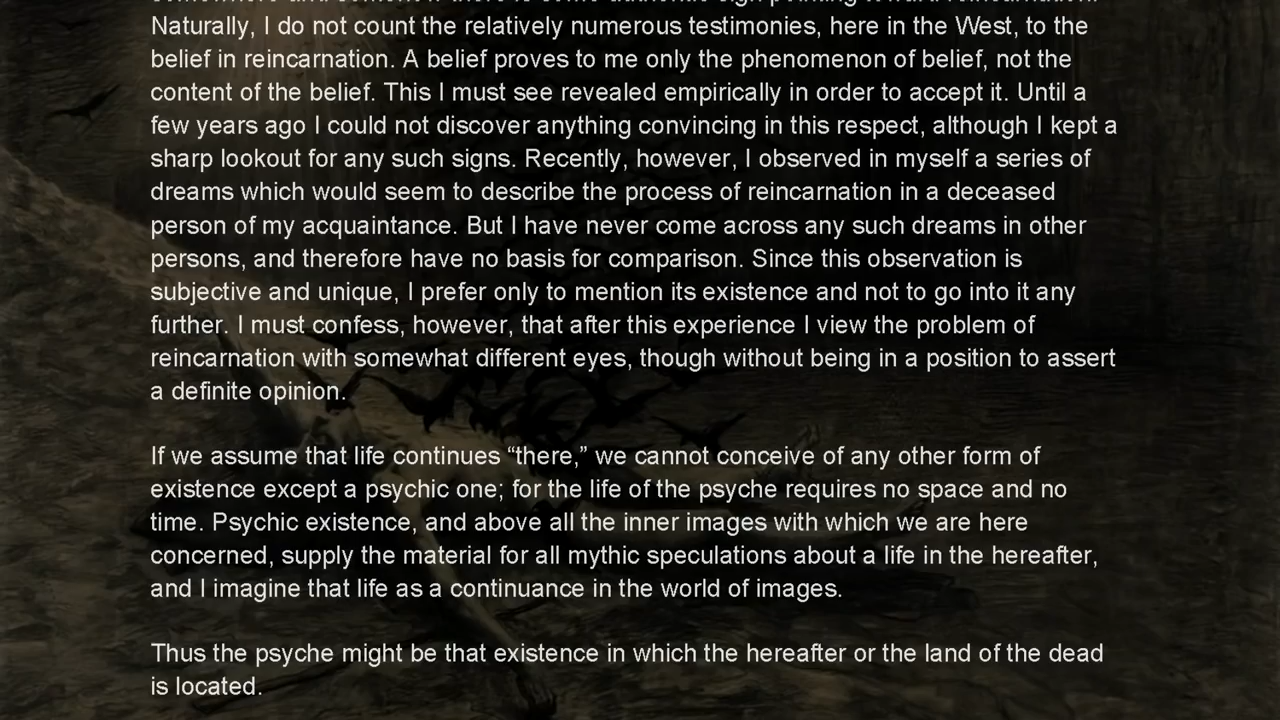 Naturally, I do not count the relatively numerous testimonies, here in the West, to the
belief in reincarnation. A belief proves to me only the phenomenon of belief, not the
content of the belief. This I must see revealed empirically in order to accept it. Until a
few years ago I could not discover anything convincing in this respect, although I kept a
sharp lookout for any such signs. Recently, however, I observed in myself a series of
dreams which would seem to describe the process of reincarnation in a deceased
person of my acquaintance. But I have never come across any such dreams in other
persons, and therefore have no basis for comparison. Since this observation is
subjective and unique, I prefer only to mention its existence and not to go into it any
further. I must confess, however, that after this experience I view the problem of
reincarnation with somewhat different eyes, though without being in a position to assert
a definite opinion.
If we assume that life continues “there,” we cannot conceive of any other form of
existence except a psychic one; for the life of the psyche requires no space and no
time. Psychic existence, and above all the inner images with which we are here
concerned, supply the material for all mythic speculations about a life in the hereafter,
and I imagine that life as a continuance in the world of images.
Thus the psyche might be that existence in which the hereafter or the land of the dead
is located.